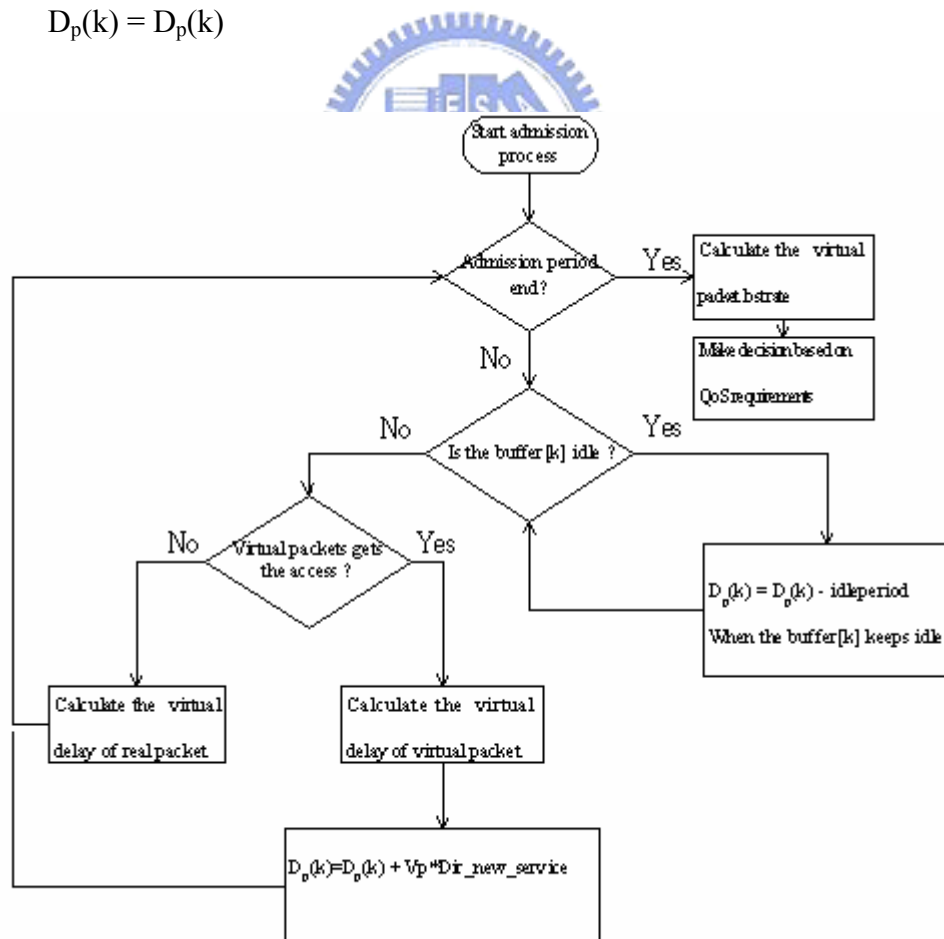 Dp(k) = Dp(k)
Start admission
process
Admission period
end?
Yes
Calculate the virtual
packet lost rate
No
Make decision based on
QoS requirements
No
Yes
Is the buffer [k] idle ?
No
Virtual packets gets
the access ?
Yes
Dp(k) = Dp(k) - idleperiod
When the buffer[k] keeps idle
Calculate the virtual
delay of real packet
Calculate the virtual
delay of virtual packet
Dp(k)=Dp(k) + Vp*Dir_new_service